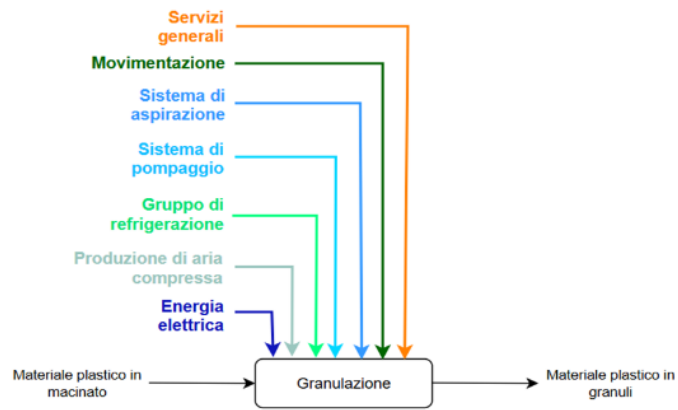 Servizi
generali
Movimentazione
Sistema di
aspirazione
Sistema di
pompaggio
Gruppo di
refrigerazione
Produzione di aria
compressa
Energia
elettrica
Materiale plastico in
macinato
Granulazione
Materiale plastico in
granuli